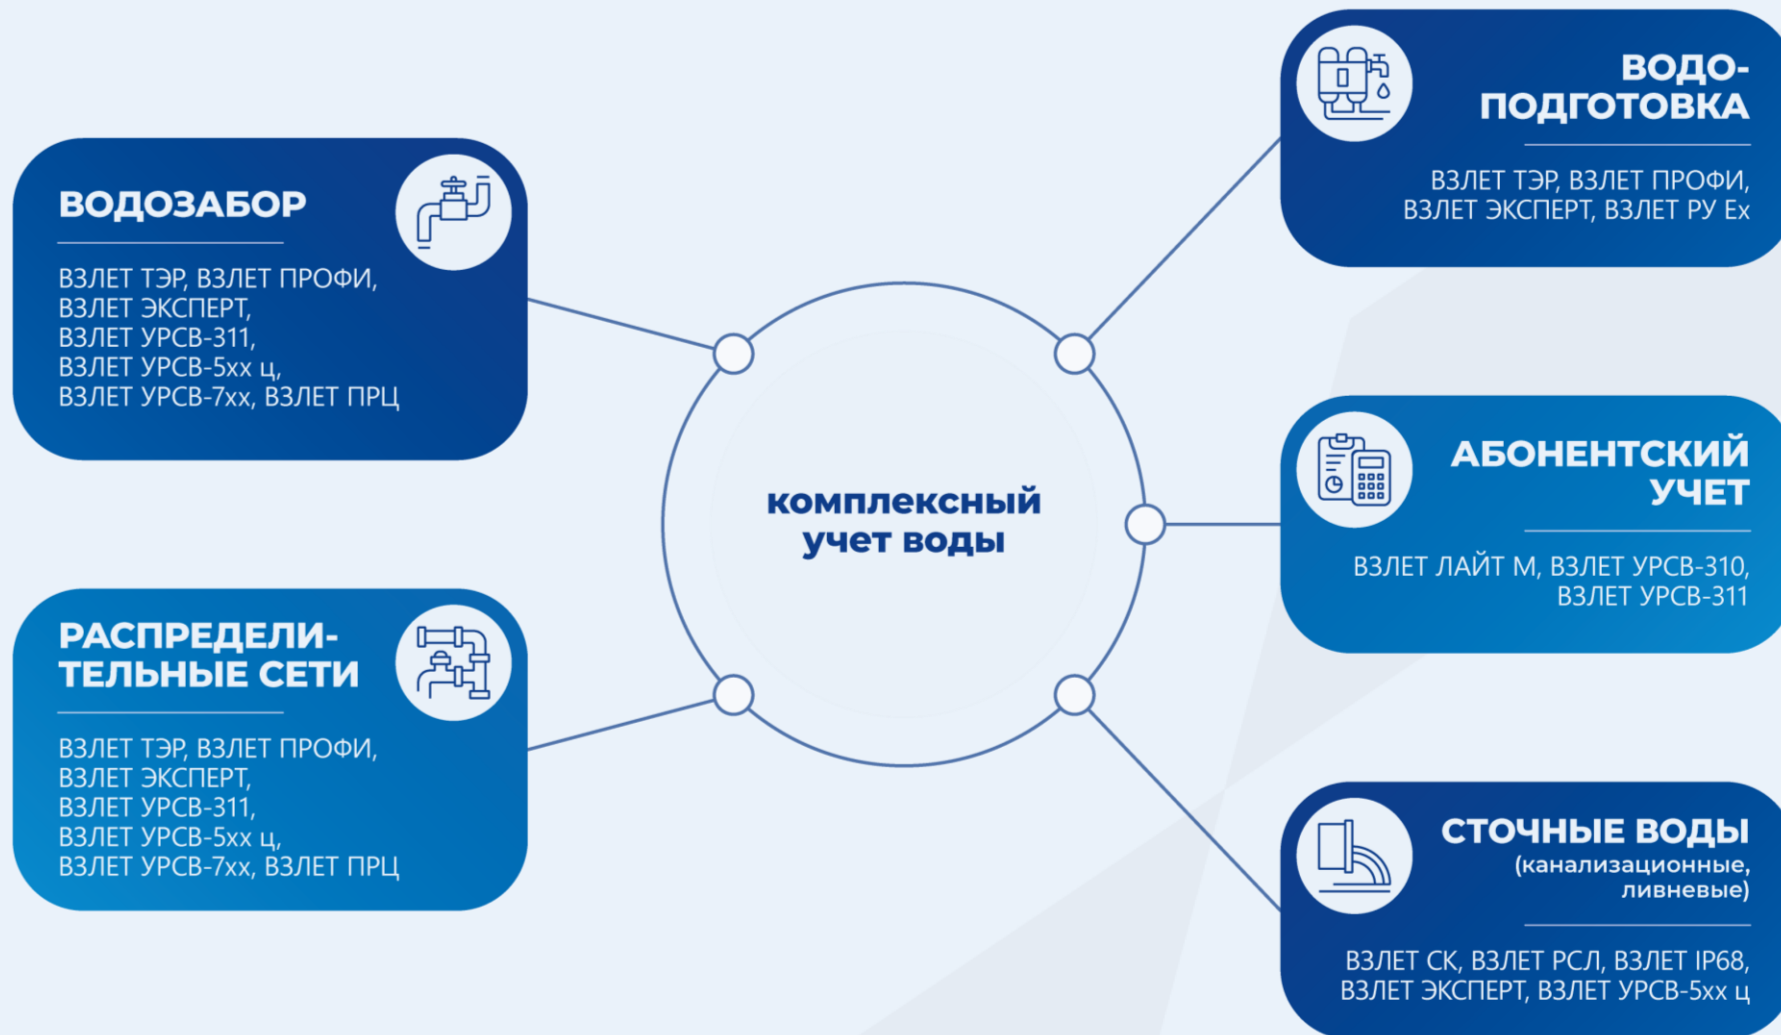 ВОДОЗАБОР
ВЗЛЕТ ТЭР, ВЗЛЕТ ПРОФИ,
ВЗЛЕТ ЭКСПЕРТ,
ВЗЛЕТ УРСВ-311,
ВЗЛЕТ УРСВ-5хх ц,
ВЗЛЕТ УРСВ-7хх, ВЗЛЕТ ПРЦ
РАСПРЕДЕЛИ-
ТЕЛЬНЫЕ СЕТИ
ВЗЛЕТ ТЭР, ВЗЛЕТ ПРОФИ,
ВЗЛЕТ ЭКСПЕРТ,
ВЗЛЕТ УРСВ-311,
ВЗЛЕТ УРСВ-5хх ц,
ВЗЛЕТ УРСВ-7хх, ВЗЛЕТ ПРЦ
комплексный
учет воды
ВОДО-
ПОДГОТОВКА
ВЗЛЕТ ТЭР, ВЗЛЕТ ПРОФИ,
ВЗЛЕТ ЭКСПЕРТ, ВЗЛЕТ РУ Ex
АБОНЕНТСКИЙ
УЧЕТ
ВЗЛЕТ ЛАЙТ М, ВЗЛЕТ УРСВ-310,
ВЗЛЕТ УРСВ-311
СТОЧНЫЕ ВОДЫ
(канализационные,
ливневые)
ВЗЛЕТ СК, ВЗЛЕТ РСЛ, ВЗЛЕТ IP68,
ВЗЛЕТ ЭКСПЕРТ, ВЗЛЕТ УРСВ-5хх ц